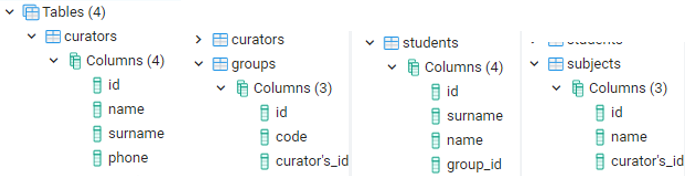 Tables (4)
curators
Columns (4)
id
name
surname
phone
curators
groups
Columns (3)
id
code
curator's_id
students
Columns (4)
id
surname
name
group_id
students
subjects
Columns (3)
id
name
curator's_id